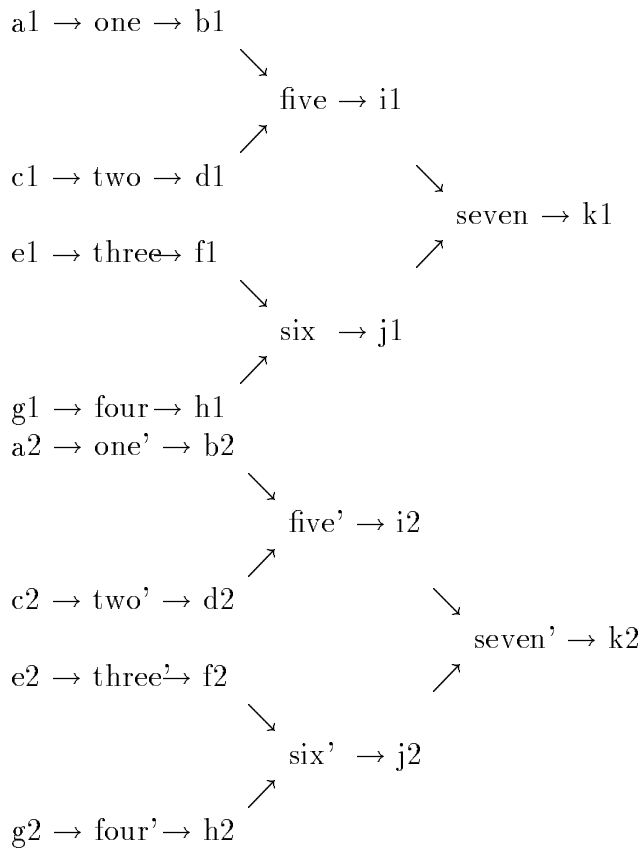 a1 → one → b1
five → i1
c1 → two → d1
seven → k1
e1 → three → f1
six → j1
g1 → four → h1
a2 → one' → b2
five' → i2
c2 → two' → d2
seven' → k2
e2 → three' → f2
six' → j2
g2 → four' → h2